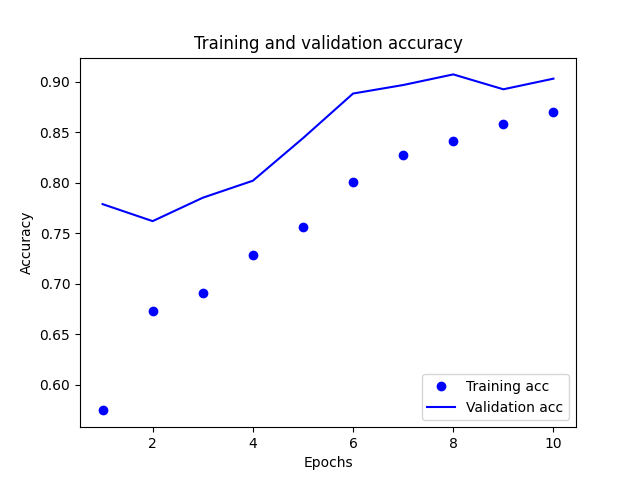 Training and validation accuracy
Accuracy
0.90
0.85
0.80
0.75
0.70
0.65
0.60
Training acc
Validation acc
2 4 6 8 10
Epochs